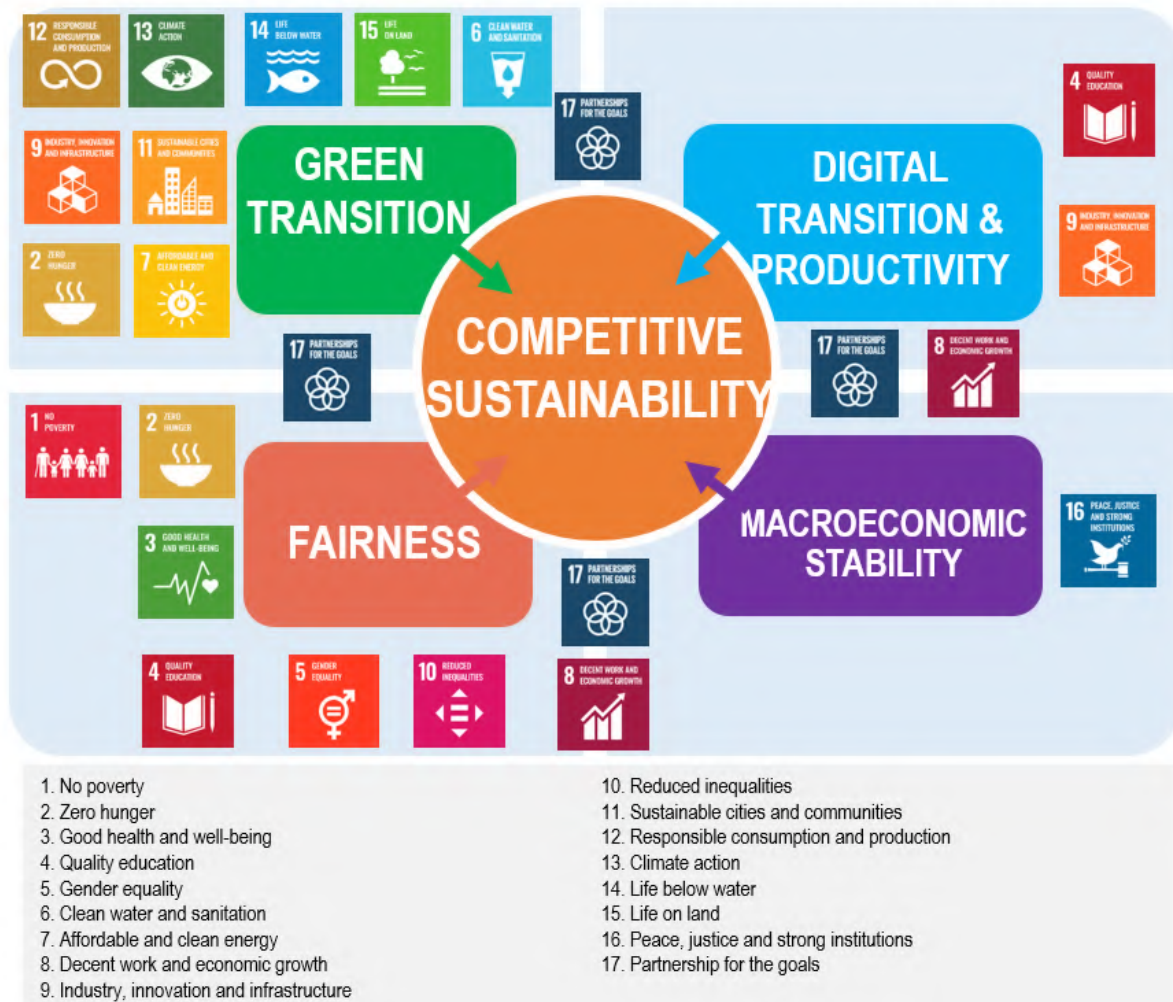 12 RESPONSIBLE
CONSUMPTION
AND PRODUCTION
13 CLIMATE
ACTION
14 LIFE
BELOW WATER
15 LIFE
ON LAND
6 CLEAN WATER
AND SANITATION
17 PARTNERSHIPS
FOR THE GOALS
4 QUALITY
EDUCATION
9 INDUSTRY, INNOVATION
AND INFRASTRUCTURE
11 SUSTAINABLE CITIES
AND COMMUNITIES
GREEN
TRANSITION
DIGITAL
TRANSITION &
PRODUCTIVITY
9 INDUSTRY, INNOVATION
AND INFRASTRUCTURE
2 ZERO
HUNGER
7 AFFORDABLE AND
CLEAN ENERGY
17 PARTNERSHIPS
FOR THE GOALS
COMPETITIVE
SUSTAINABILITY
17 PARTNERSHIPS
FOR THE GOALS
8 DECENT WORK AND
ECONOMIC GROWTH
1 NO
POVERTY
2 ZERO
HUNGER
3 GOOD HEALTH
AND WELL-BEING
FAIRNESS
MACROECONOMIC
STABILITY
16 PEACE, JUSTICE
AND STRONG
INSTITUTIONS
17 PARTNERSHIPS
FOR THE GOALS
4 QUALITY
EDUCATION
5 GENDER
EQUALITY
10 REDUCED
INEQUALITIES
8 DECENT WORK AND
ECONOMIC GROWTH
1. No poverty
2. Zero hunger
3. Good health and well-being
4. Quality education
5. Gender equality
6. Clean water and sanitation
7. Affordable and clean energy
8. Decent work and economic growth
9. Industry, innovation and infrastructure
10. Reduced inequalities
11. Sustainable cities and communities
12. Responsible consumption and production
13. Climate action
14. Life below water
15. Life on land
16. Peace, justice and strong institutions
17. Partnership for the goals